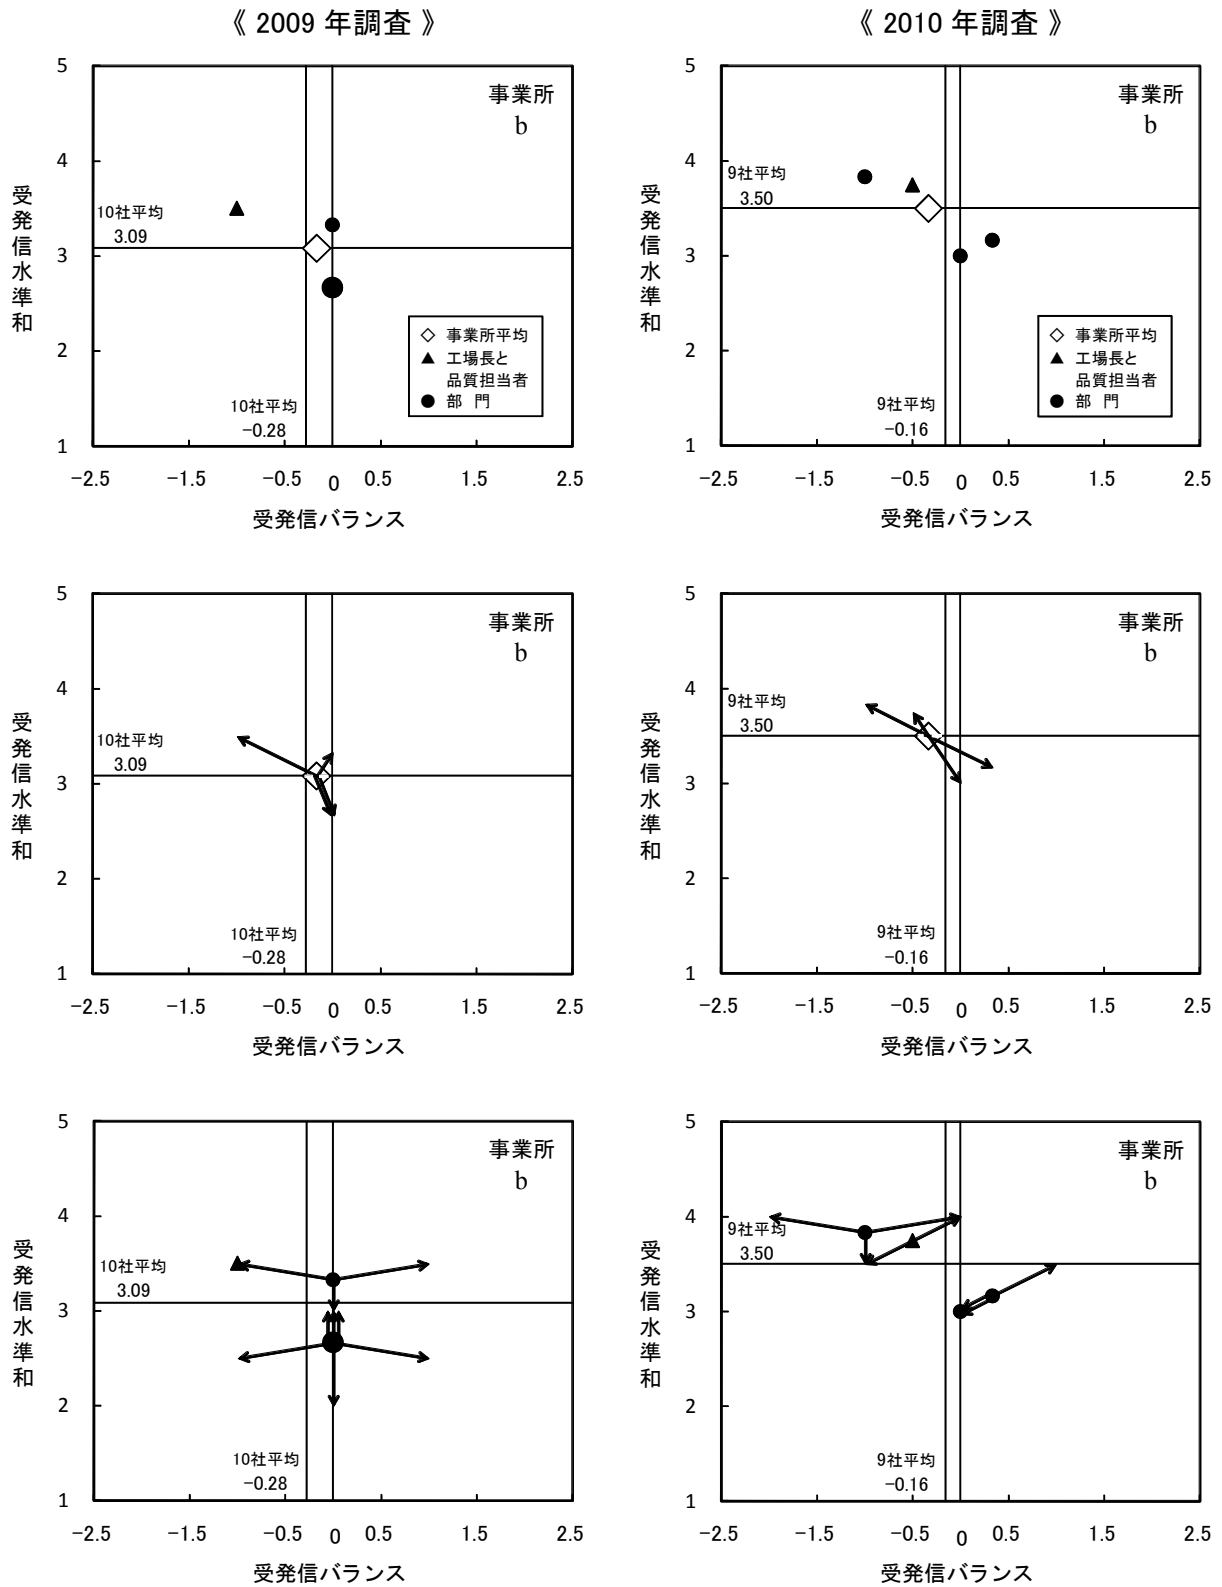 《 2009 年調査 》
《 2010 年調査 》
5
4
3
2
1
受発信水準和
事業所
b
10社平均
3.09
◇ 事業所平均
▲ 工場長と
品質担当者
● 部 門
10社平均
-0.28
-2.5 -1.5 -0.5 0 0.5 1.5 2.5
受発信バランス
5
4
3
2
1
受発信水準和
事業所
b
9社平均
3.50
◇ 事業所平均
▲ 工場長と
品質担当者
● 部 門
9社平均
-0.16
-2.5 -1.5 -0.5 0 0.5 1.5 2.5
受発信バランス
5
4
3
2
1
受発信水準和
事業所
b
10社平均
3.09
10社平均
-0.28
-2.5 -1.5 -0.5 0 0.5 1.5 2.5
受発信バランス
5
4
3
2
1
受発信水準和
事業所
b
9社平均
3.50
9社平均
-0.16
-2.5 -1.5 -0.5 0 0.5 1.5 2.5
受発信バランス
5
4
3
2
1
受発信水準和
事業所
b
10社平均
3.09
10社平均
-0.28
-2.5 -1.5 -0.5 0 0.5 1.5 2.5
受発信バランス
5
4
3
2
1
受発信水準和
事業所
b
9社平均
3.50
9社平均
-0.16
-2.5 -1.5 -0.5 0 0.5 1.5 2.5
受発信バランス